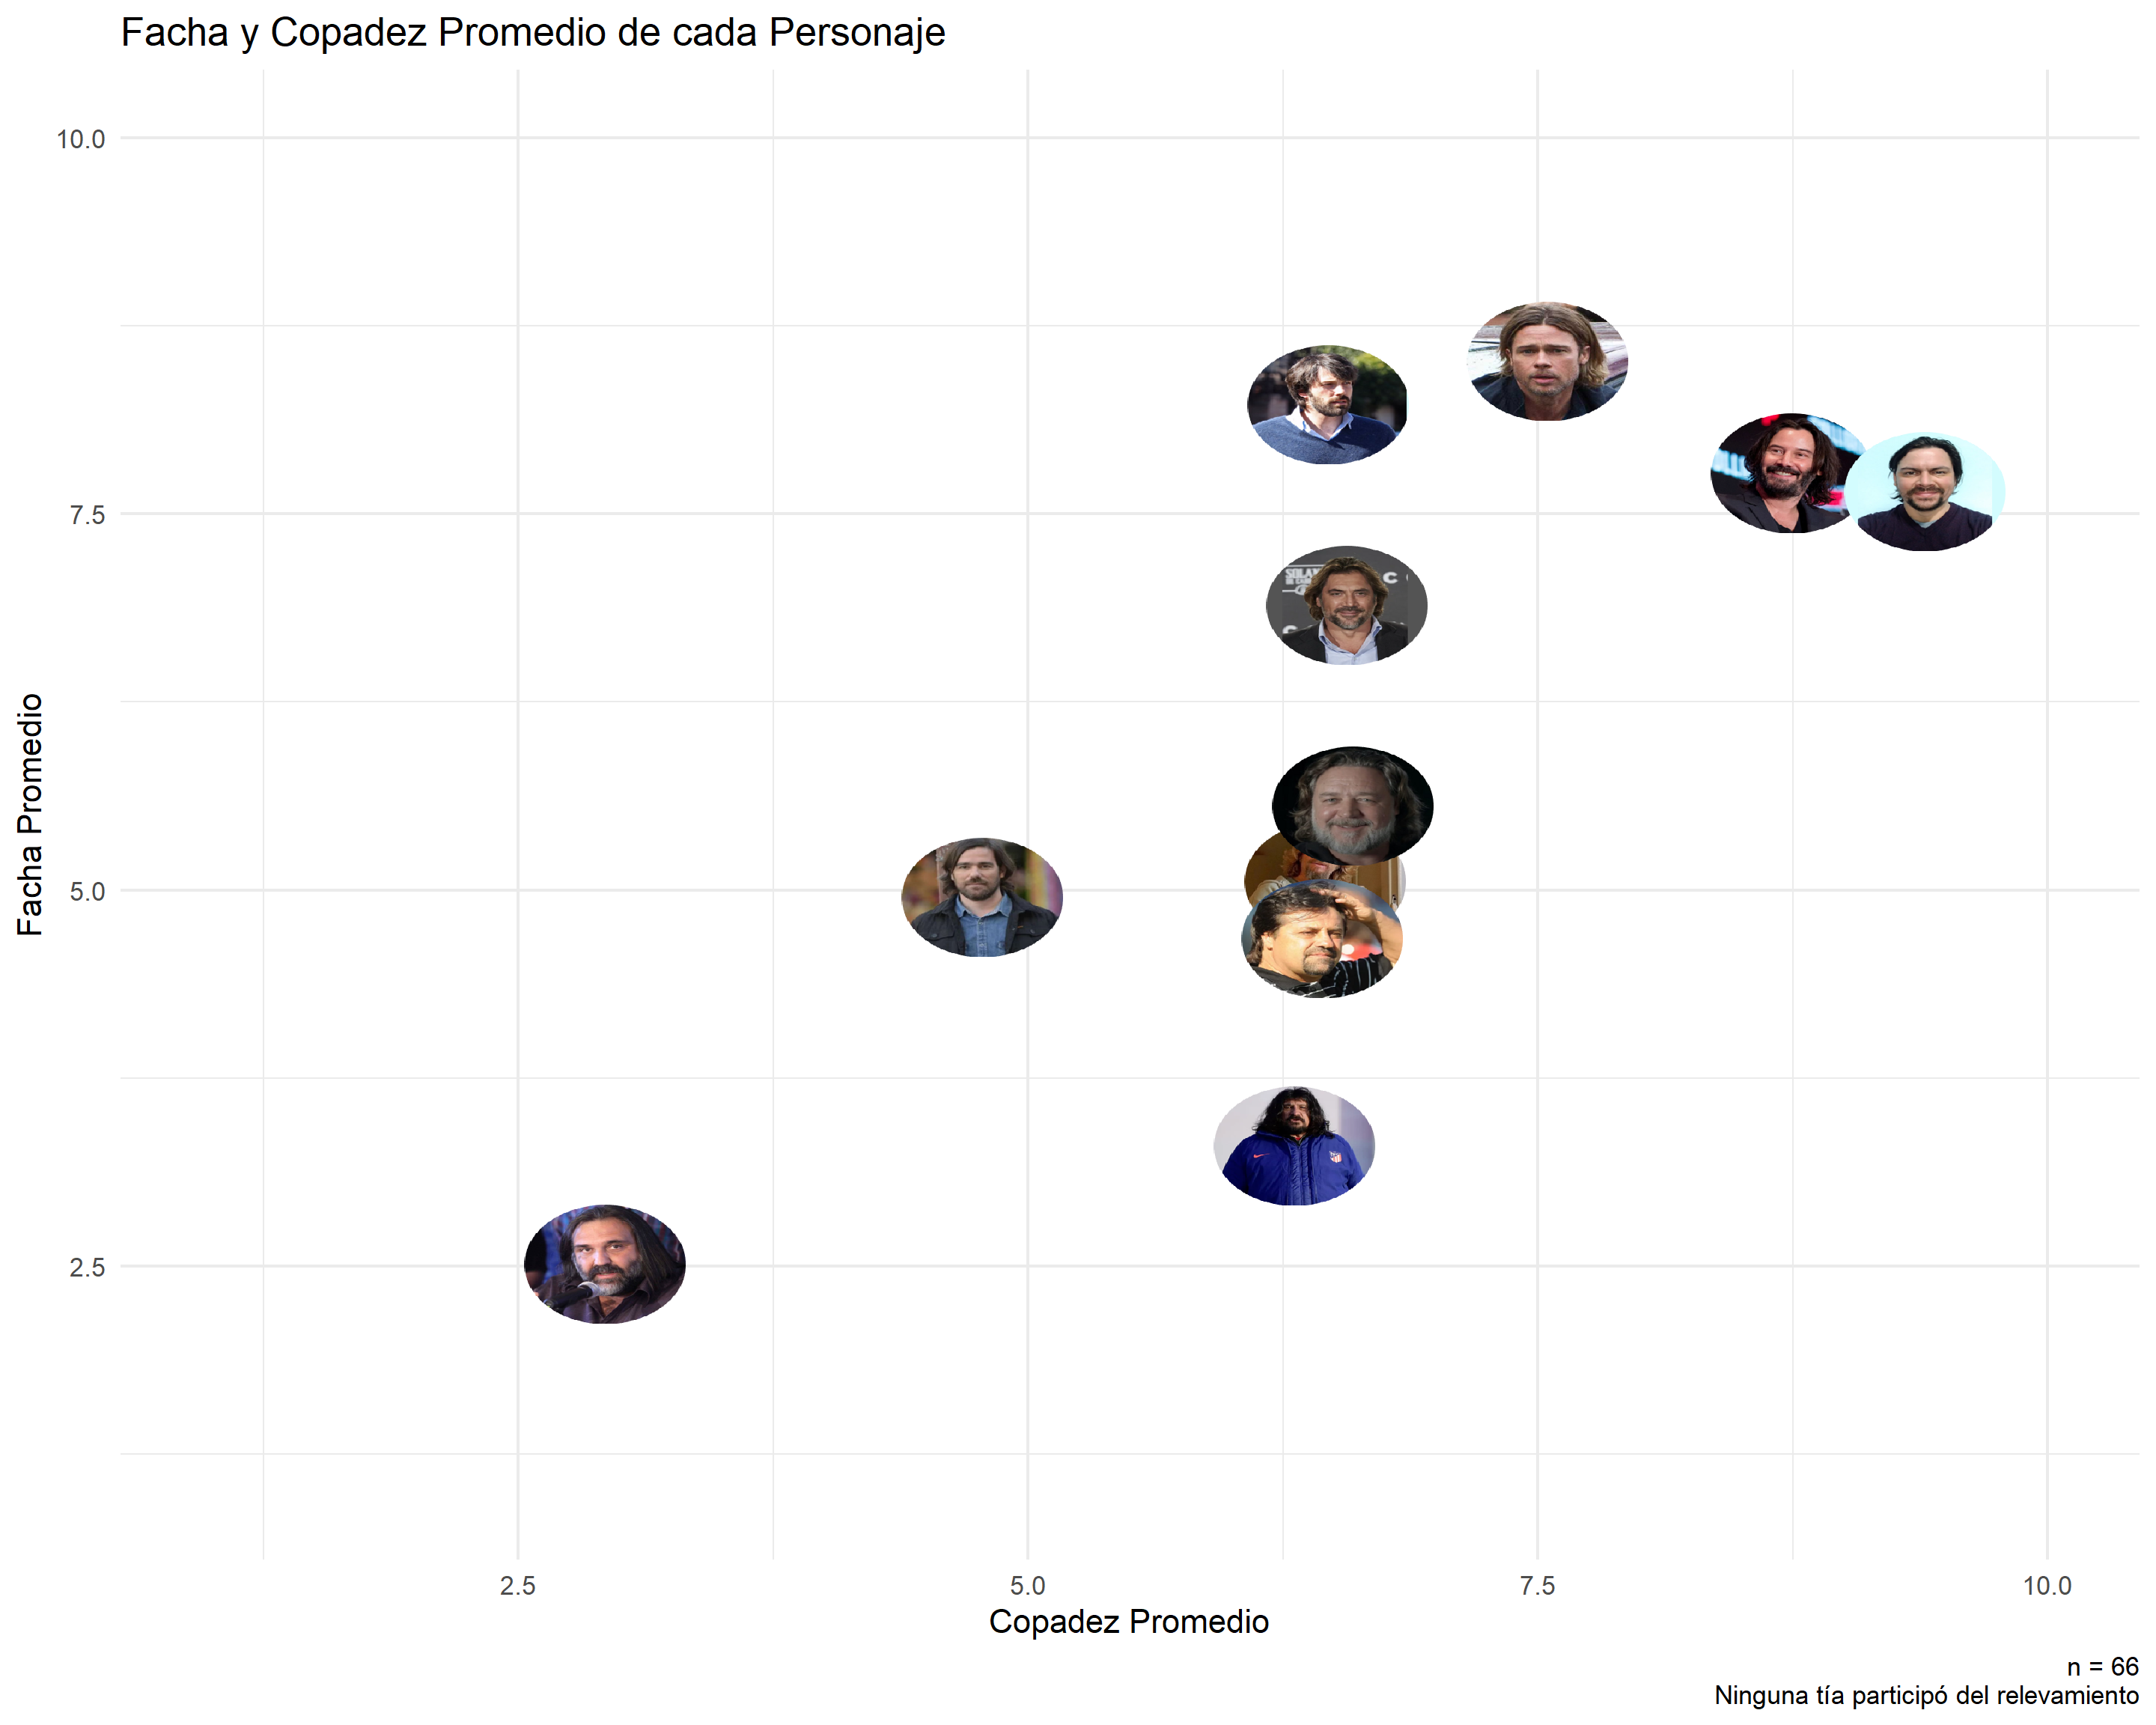 Facha y Copadez Promedio de cada Personaje
10.0
7.5
5.0
2.5
Facha Promedio
2.5
5.0
7.5
10.0
Copadez Promedio
n = 66
Ninguna tía participó del relevamiento